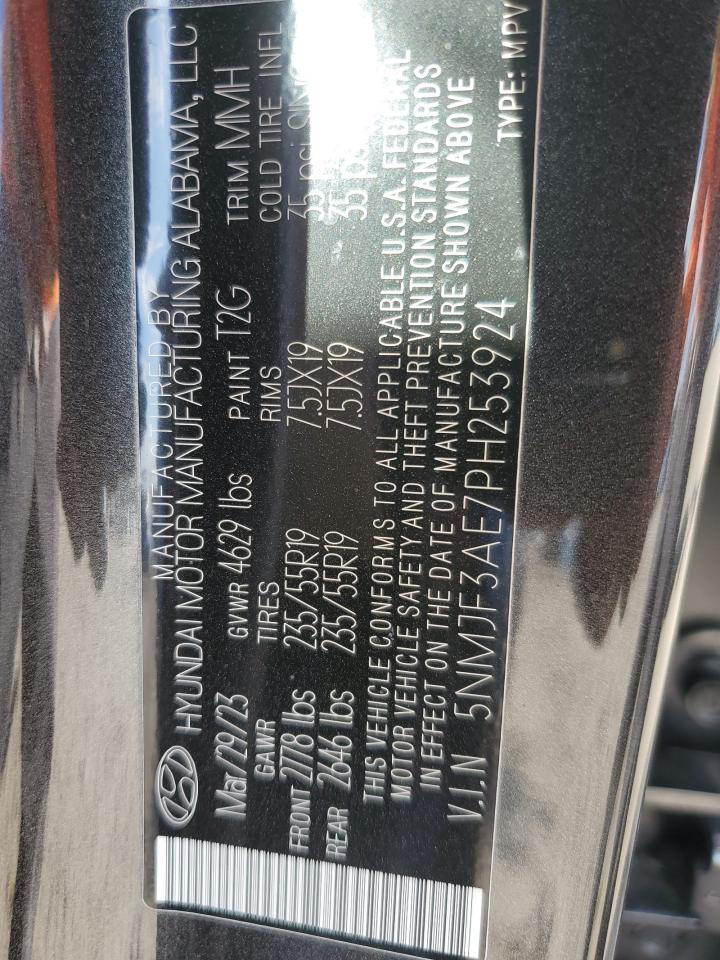 MANUFACTURED BY
HYUNDAI MOTOR MANUFACTURING ALABAMA, LLC
Mar/29/23 GVWR 4629 lbs PAINT T2G TRIM MMH
GAWR TIRES RIMS COLD TIRE INFL
FRONT 2778 lbs 235/55R19 7.5JX19 35 psi
REAR 2646 lbs 235/55R19 7.5JX19 35
THIS VEHICLE CONFORMS TO ALL APPLICABLE U.S.A. FEDERAL
MOTOR VEHICLE SAFETY AND THEFT PREVENTION STANDARDS
IN EFFECT ON THE DATE OF MANUFACTURE SHOWN ABOVE
V.I.N 5NMJF3AE7PH253924 TYPE: MPV